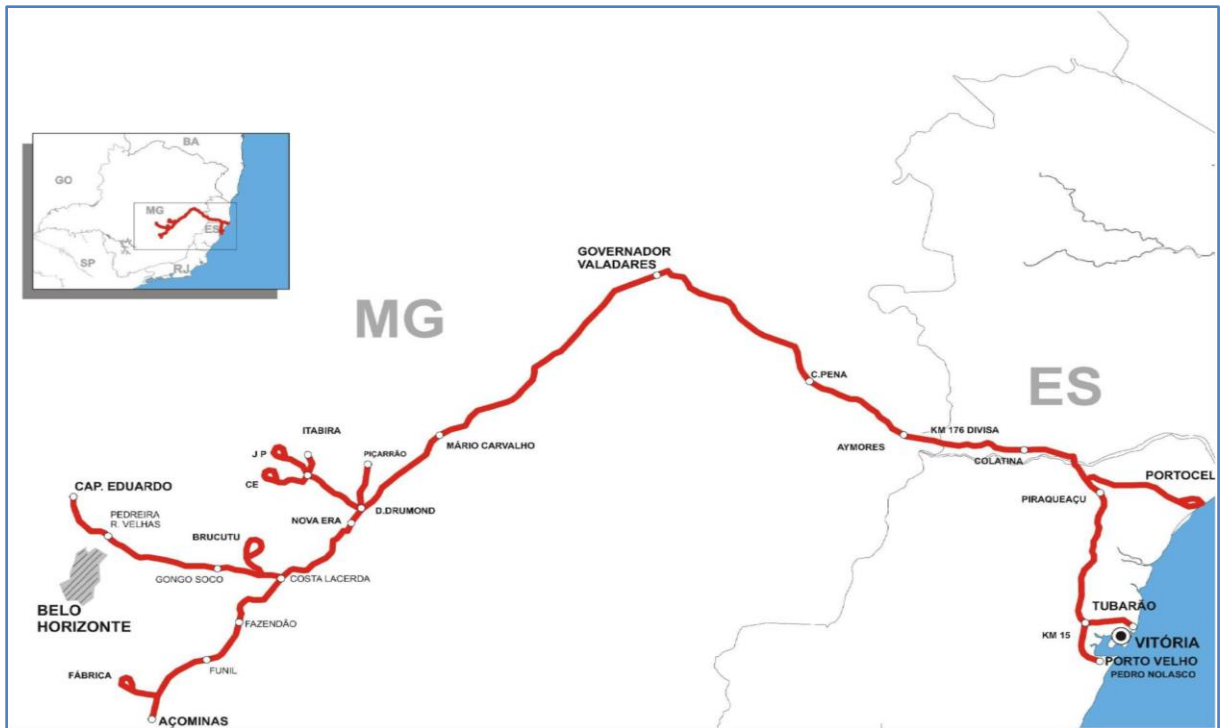 BA
GO
MG
ES
SP
RJ
GOVERNADOR
VALADARES
MG
ES
C.PENA
ITABIRA
J P
PIÇARRÃO
MÁRIO CARVALHO
AYMORES
KM 176 DIVISA
COLATINA
CE
CAP. EDUARDO
PORTOCEL
PIRAQUEAÇU
D.DRUMOND
PEDREIRA
R. VELHAS
NOVA ERA
BRUCUTU
GONGO SOCO
COSTA LACERDA
BELO
HORIZONTE
TUBARÃO
FAZENDÃO
KM 15
VITÓRIA
FUNIL
PORTO VELHO
PEDRO NOLASCO
FÁBRICA
AÇOMINAS